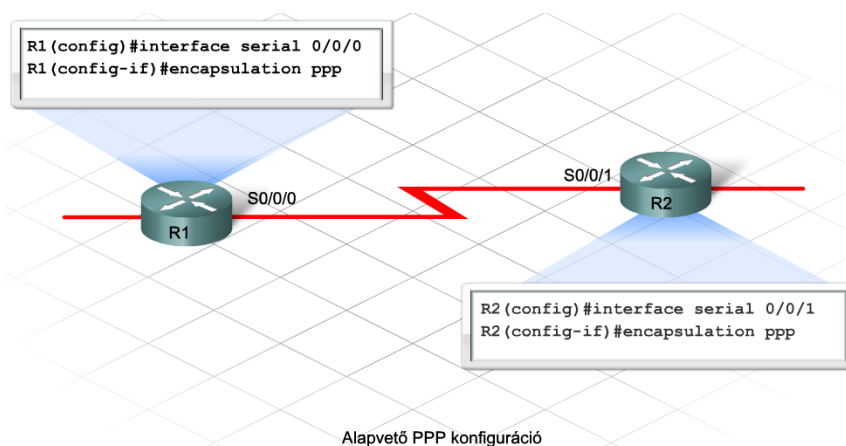 R1(config)#interface serial 0/0/0
R1(config-if)#encapsulation ppp
S0/0/1
S0/0/0
R2
R1
R2(config)#interface serial 0/0/1
R2(config-if)#encapsulation ppp
Alapvető PPP konfiguráció